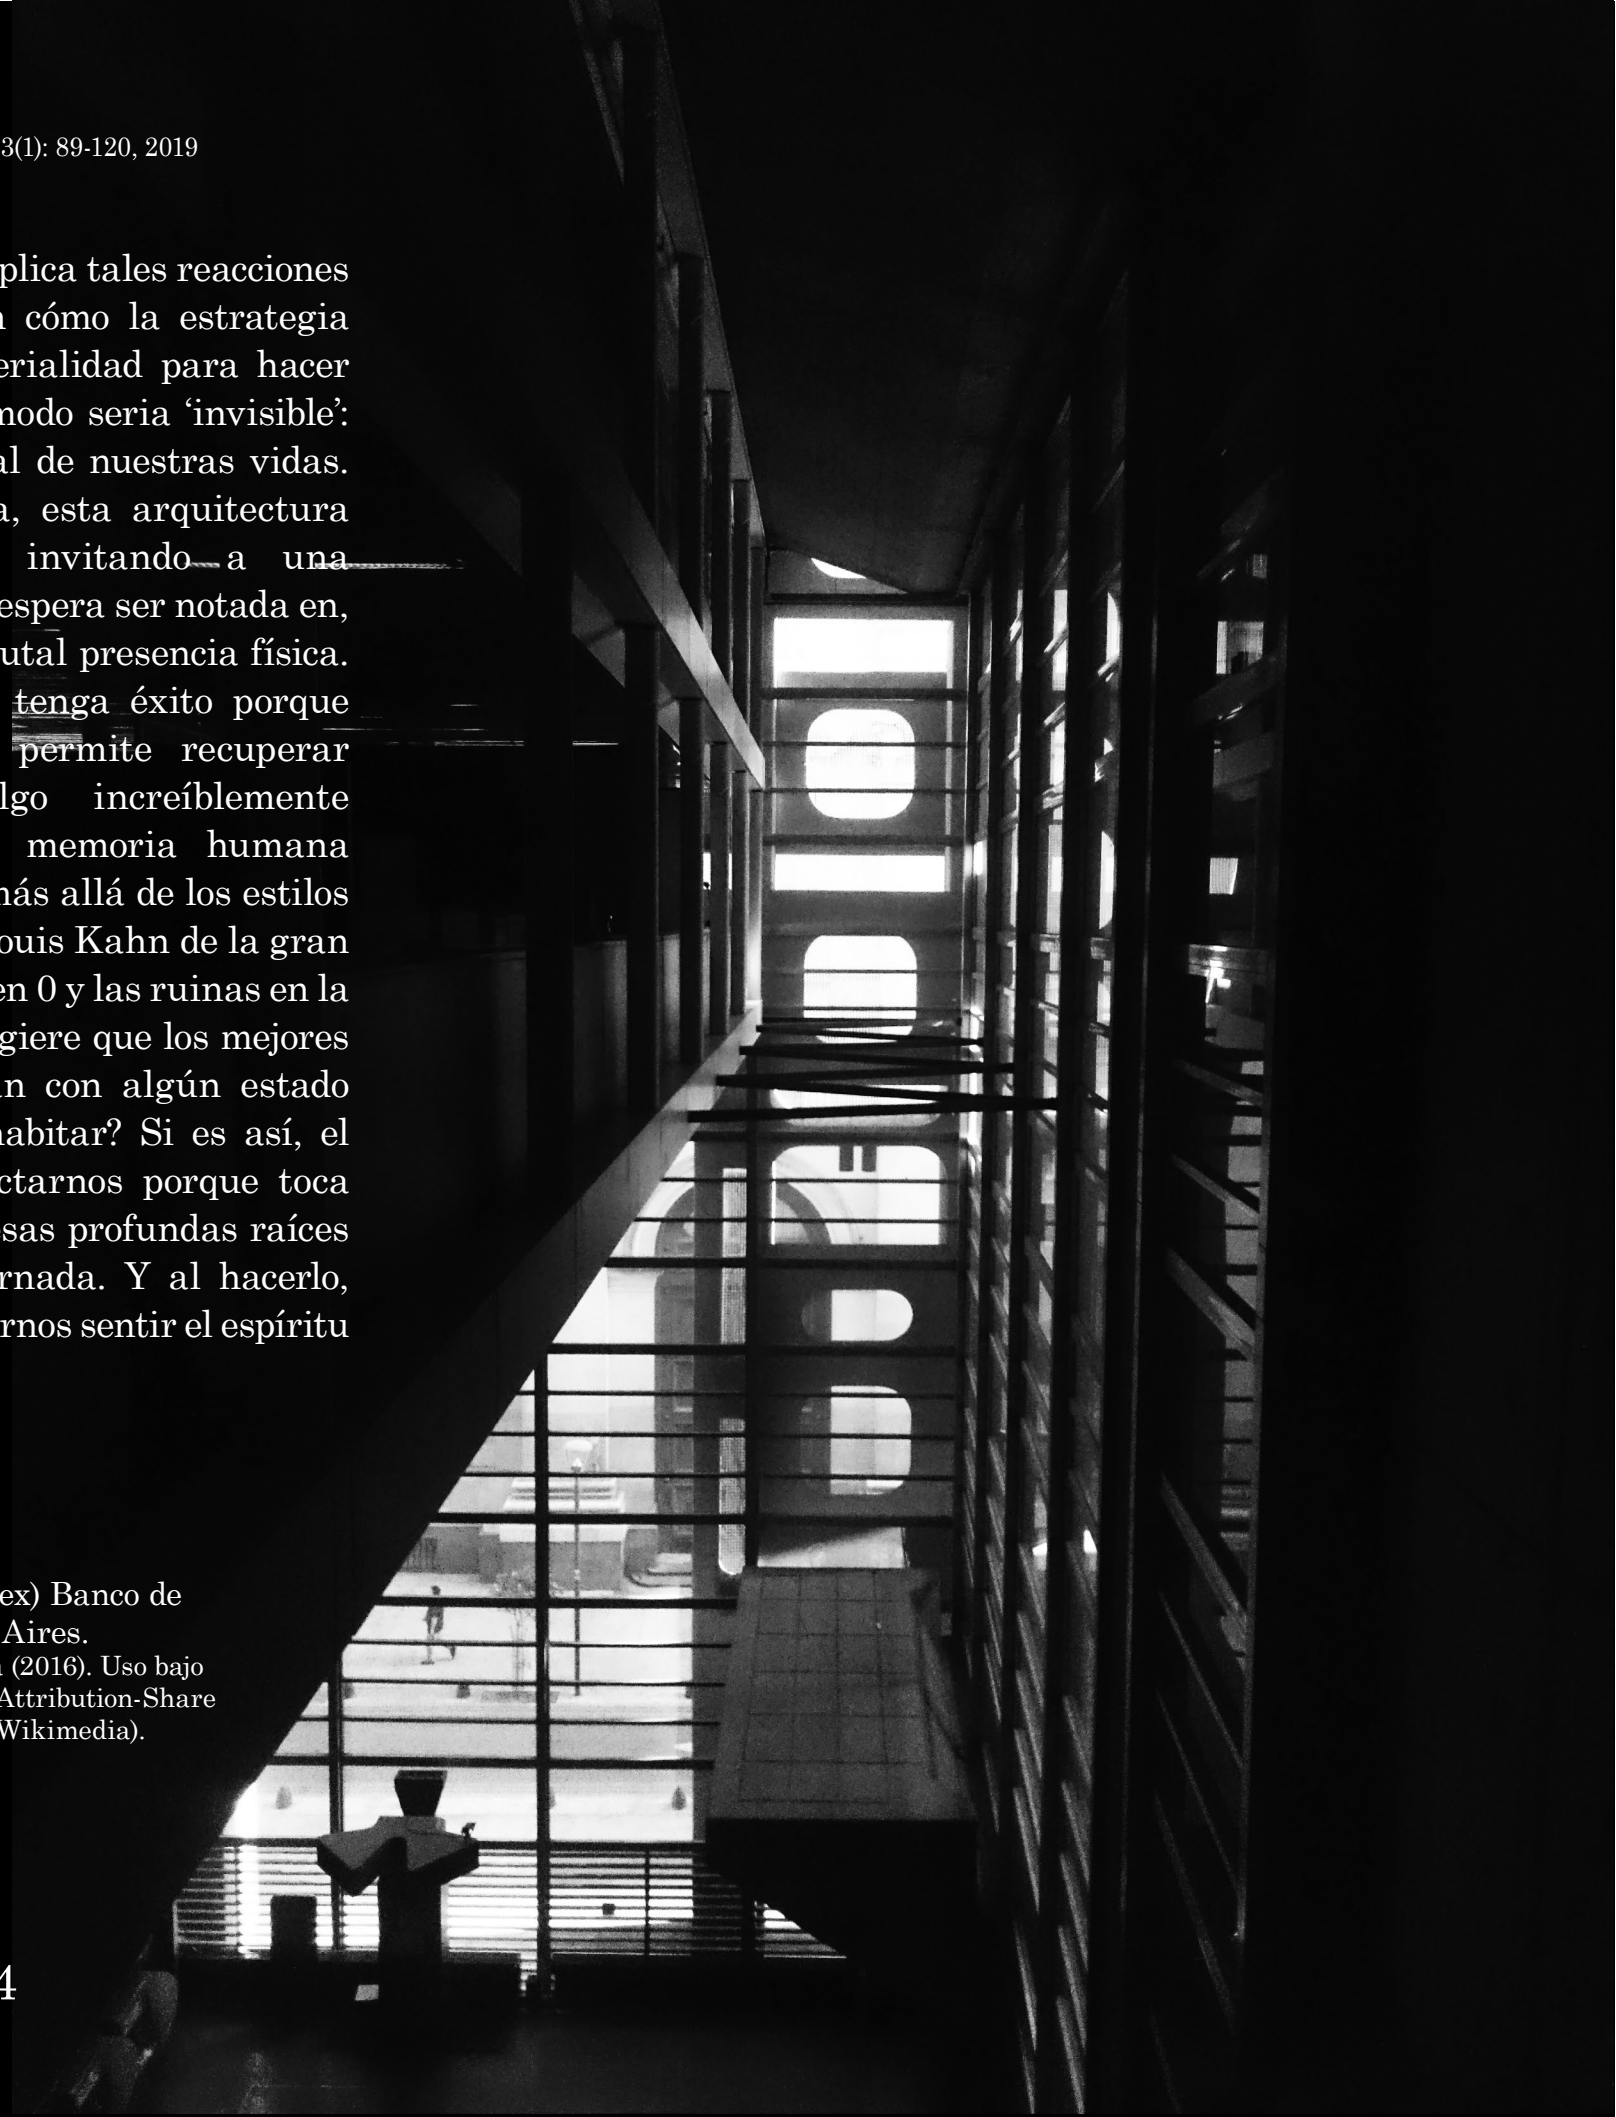 3(1): 89-120, 2019
plica tales reacciones
n cómo la estrategia
erialidad para hacer
modo seria ‘invisible’:
al de nuestras vidas.
a, esta arquitectura
invitando a una
espera ser notada en,
utal presencia física.
tenga éxito porque
permite recuperar
lgo increíblemente
memoria humana
más allá de los estilos
ouis Kahn de la gran
en 0 y las ruinas en la
giere que los mejores
an con algún estado
habitar? Si es así, el
ctarnos porque toca
esas profundas raíces
rnada. Y al hacerlo,
rnos sentir el espíritu
ex) Banco de
Aires.
a (2016). Uso bajo
Attribution-Share
Wikimedia).
4